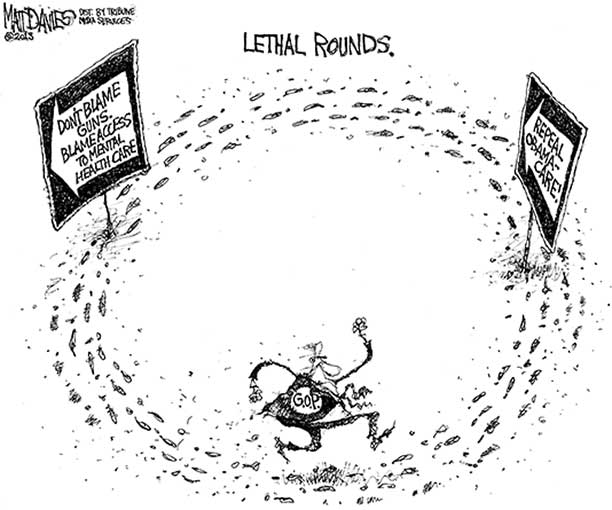 MATT DAVIES
DIST. BY TRIBUNE
MEDIA SERVICES
©2013
LETHAL ROUNDS.
DON'T BLAME
GUNS.
BLAME ACCESS
TO MENTAL
HEALTH CARE
REPEAL
OBAMA-
CARE!
G.O.P.